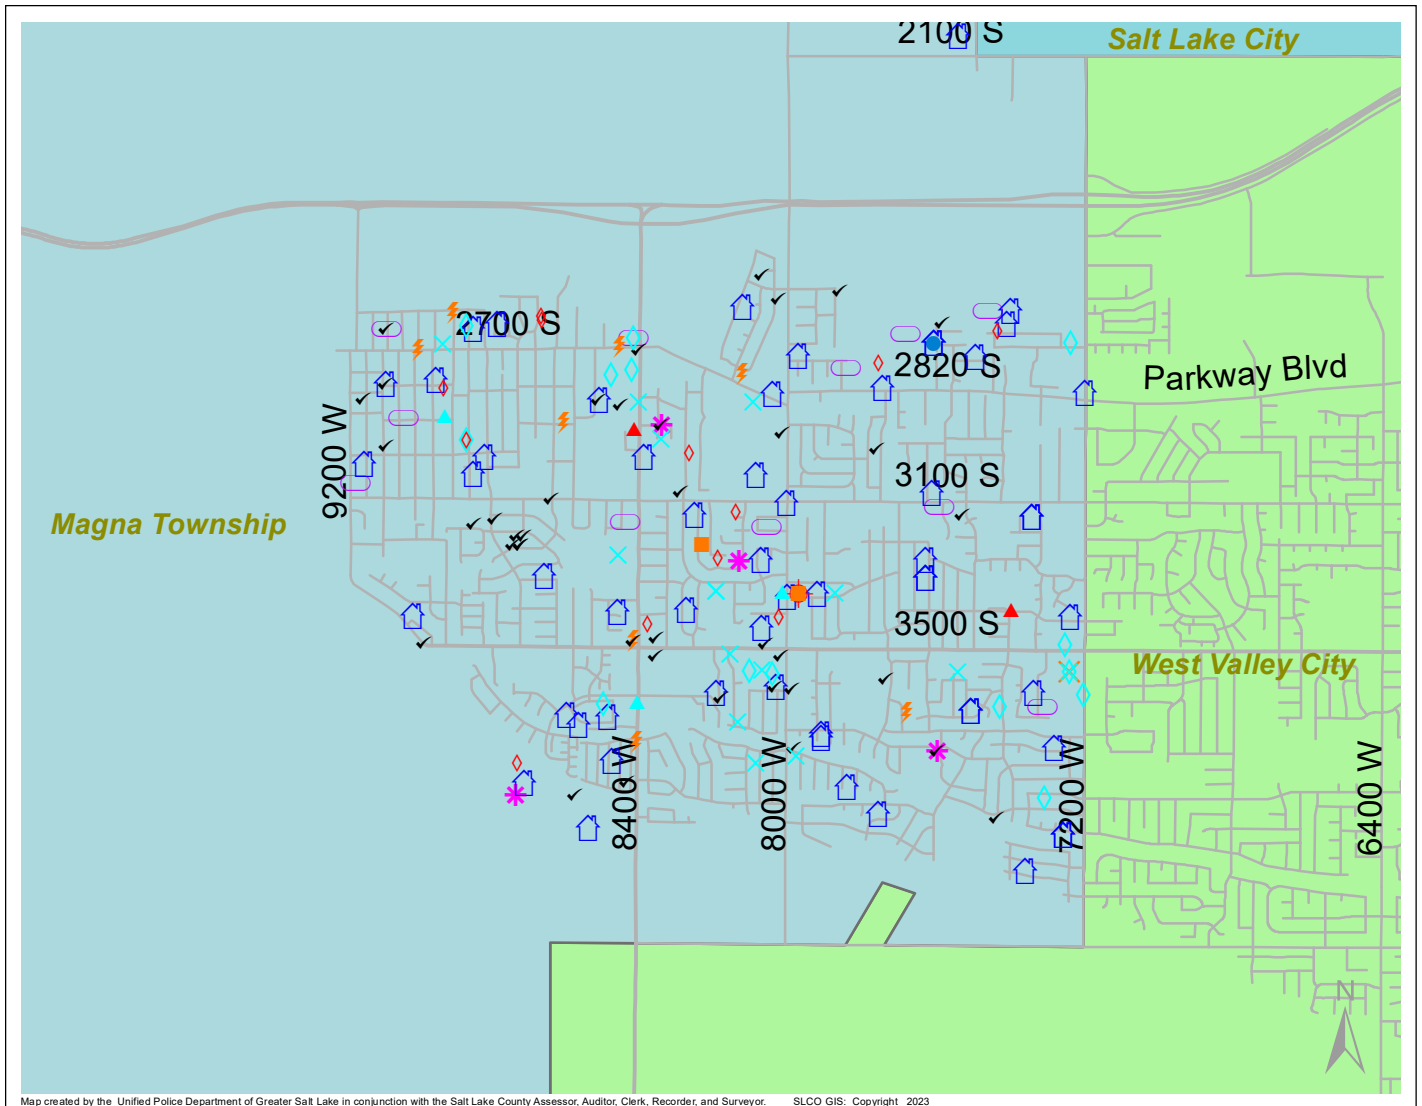 2100 S
Salt Lake City
2700 S
2820 S
Parkway Blvd
9200 W
3100 S
Magna Township
3500 S
West Valley City
8400 W
8000 W
7200 W
6400 W
N
Map created by the Unified Police Department of Greater Salt Lake in conjunction with the Salt Lake County Assessor, Auditor, Clerk, Recorder, and Surveyor. SLCO GIS: Copyright 2023